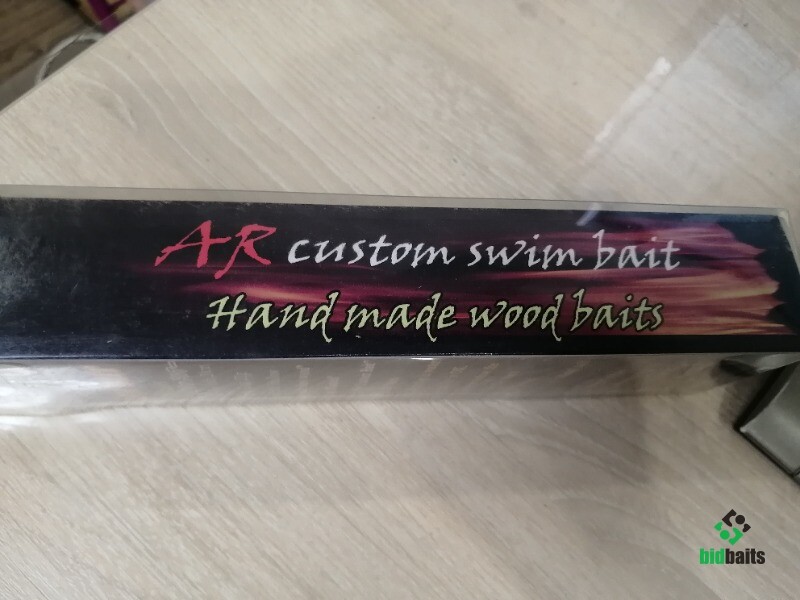 AR custom swim bait
Hand made wood baits
bidbaits